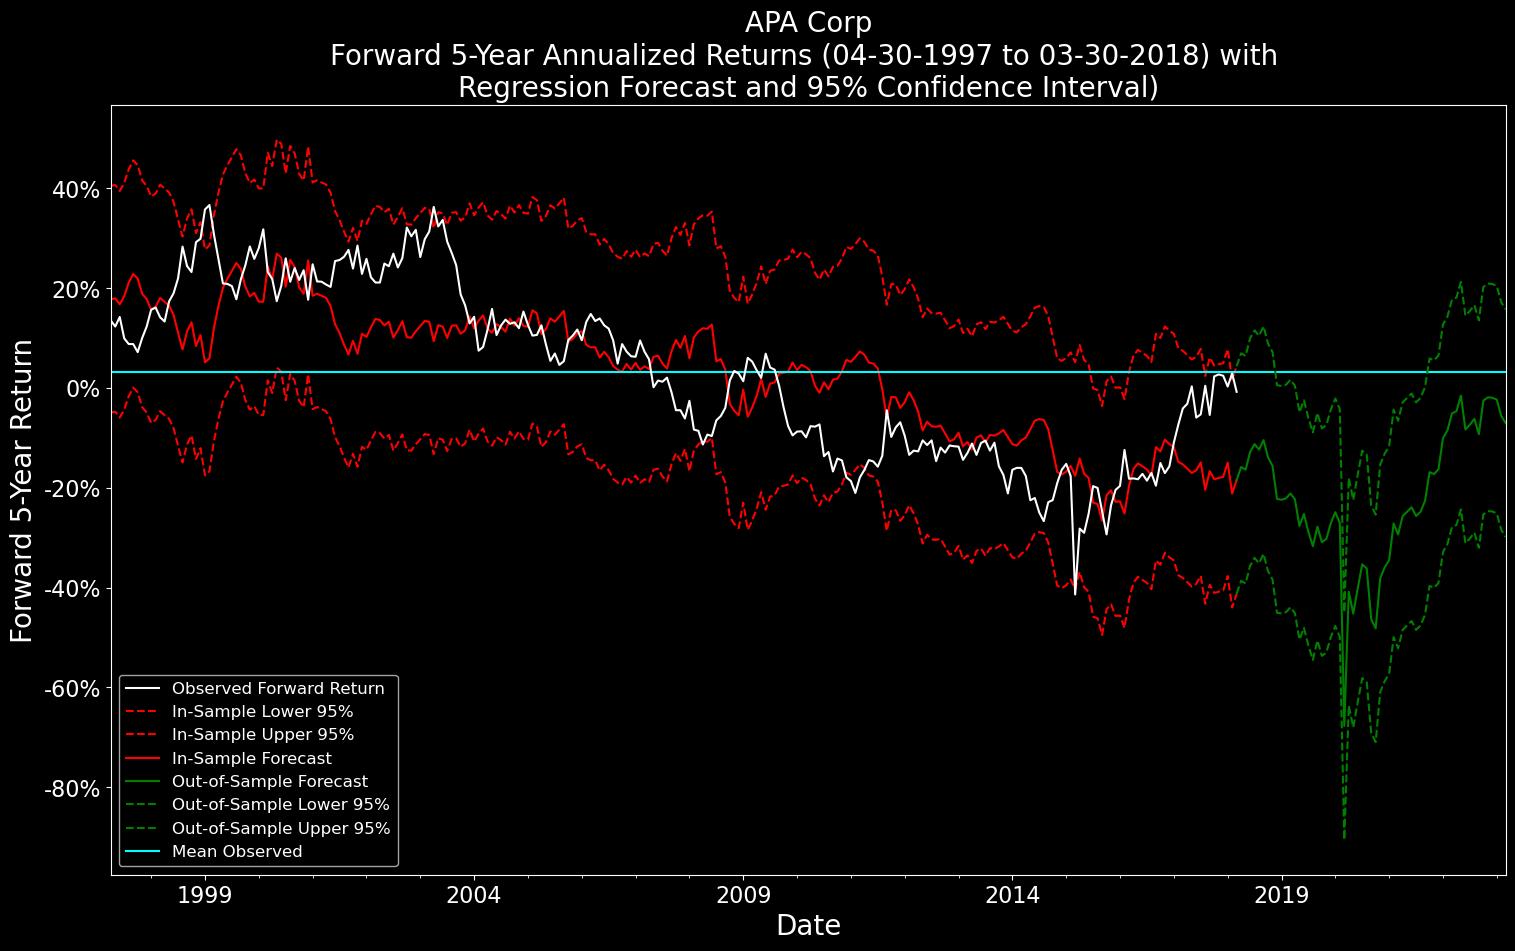 APA Corp
Forward 5-Year Annualized Returns (04-30-1997 to 03-30-2018) with
Regression Forecast and 95% Confidence Interval)
Forward 5-Year Return
40%
20%
0%
-20%
-40%
-60%
-80%
Observed Forward Return
In-Sample Lower 95%
In-Sample Upper 95%
In-Sample Forecast
Out-of-Sample Forecast
Out-of-Sample Lower 95%
Out-of-Sample Upper 95%
Mean Observed
1999 2004 2009 2014 2019
Date